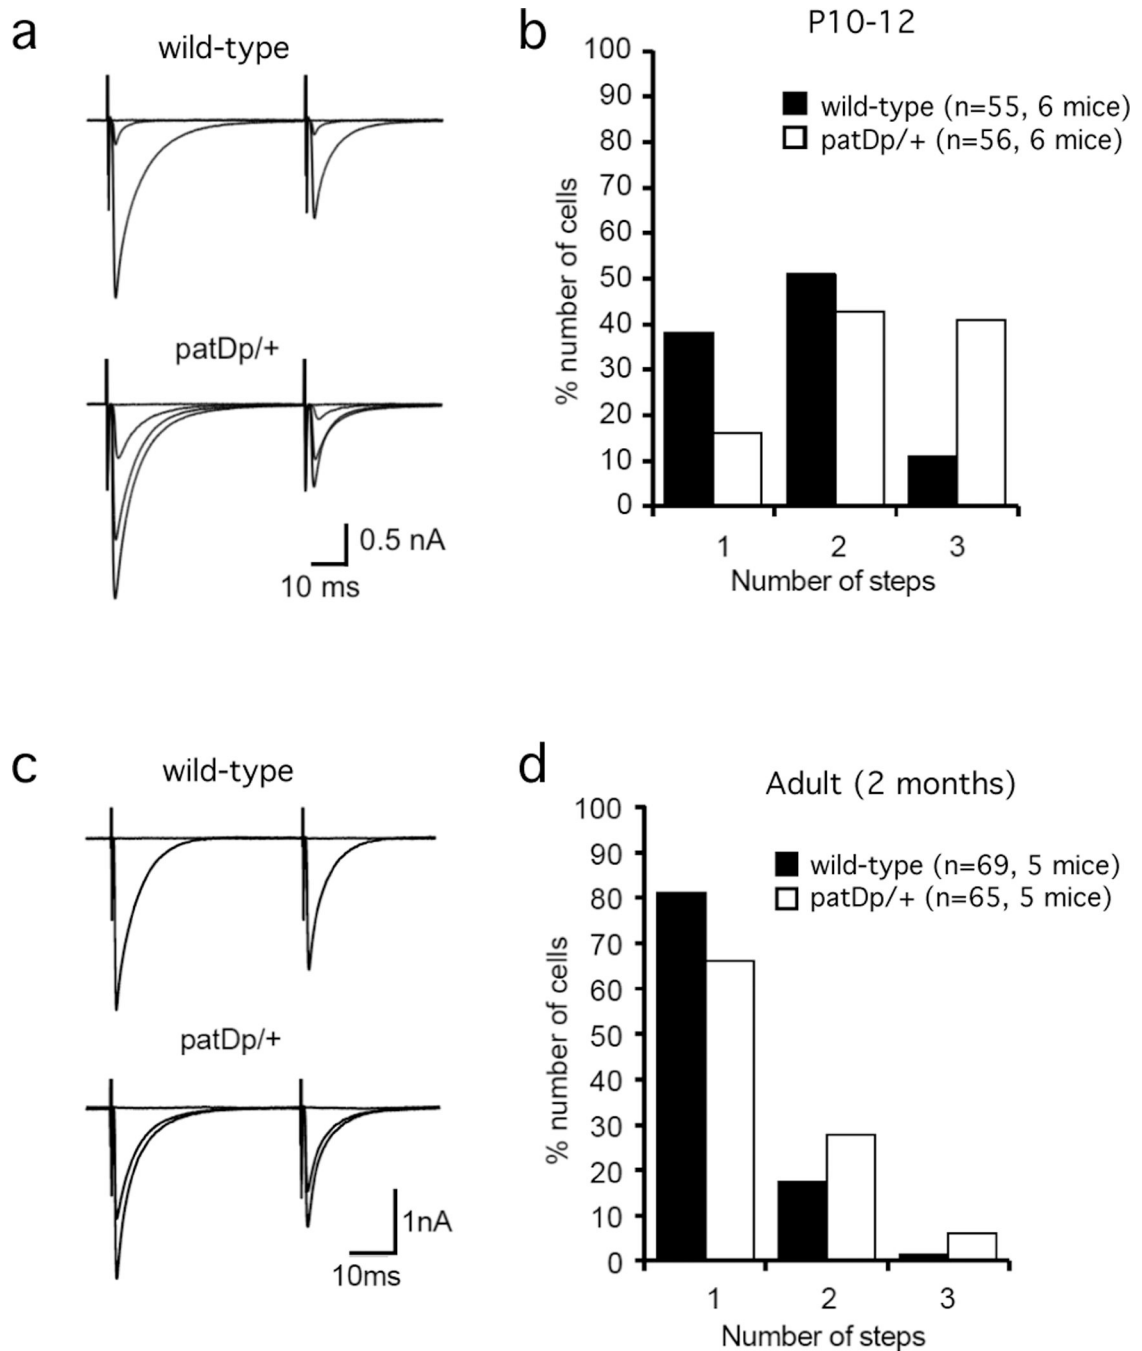 a
wild-type
patDp/+
0.5 nA
10 ms
b
P10-12
wild-type (n=55, 6 mice)
patDp/+ (n=56, 6 mice)
% number of cells
100
90
80
70
60
50
40
30
20
10
0
1 2 3
Number of steps
c
wild-type
patDp/+
1nA
10ms
d
Adult (2 months)
wild-type (n=69, 5 mice)
patDp/+ (n=65, 5 mice)
% number of cells
100
90
80
70
60
50
40
30
20
10
0
1 2 3
Number of steps